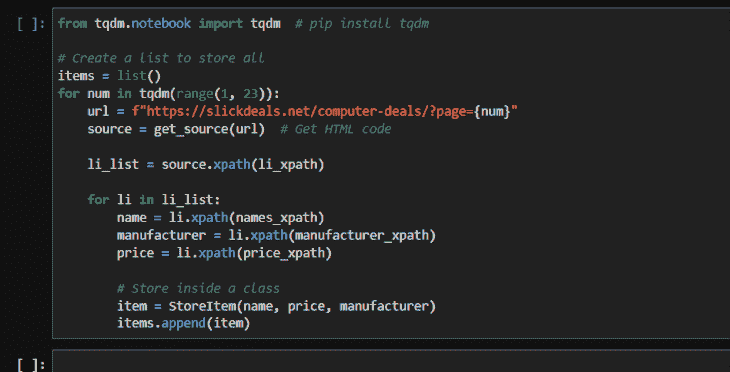 [ ]: from tqdm.notebook import tqdm  # pip install tqdm
# Create a list to store all
items = list()
for num in tqdm(range(1, 23)):
    url = f"https://slickdeals.net/computer-deals/?page={num}"
    source = get_source(url)  # Get HTML code
    li_list = source.xpath(li_xpath)
    for li in li_list:
        name = li.xpath(names_xpath)
        manufacturer = li.xpath(manufacturer_xpath)
        price = li.xpath(price_xpath)
        # Store inside a class
        item = StoreItem(name, price, manufacturer)
        items.append(item)
[ ]: